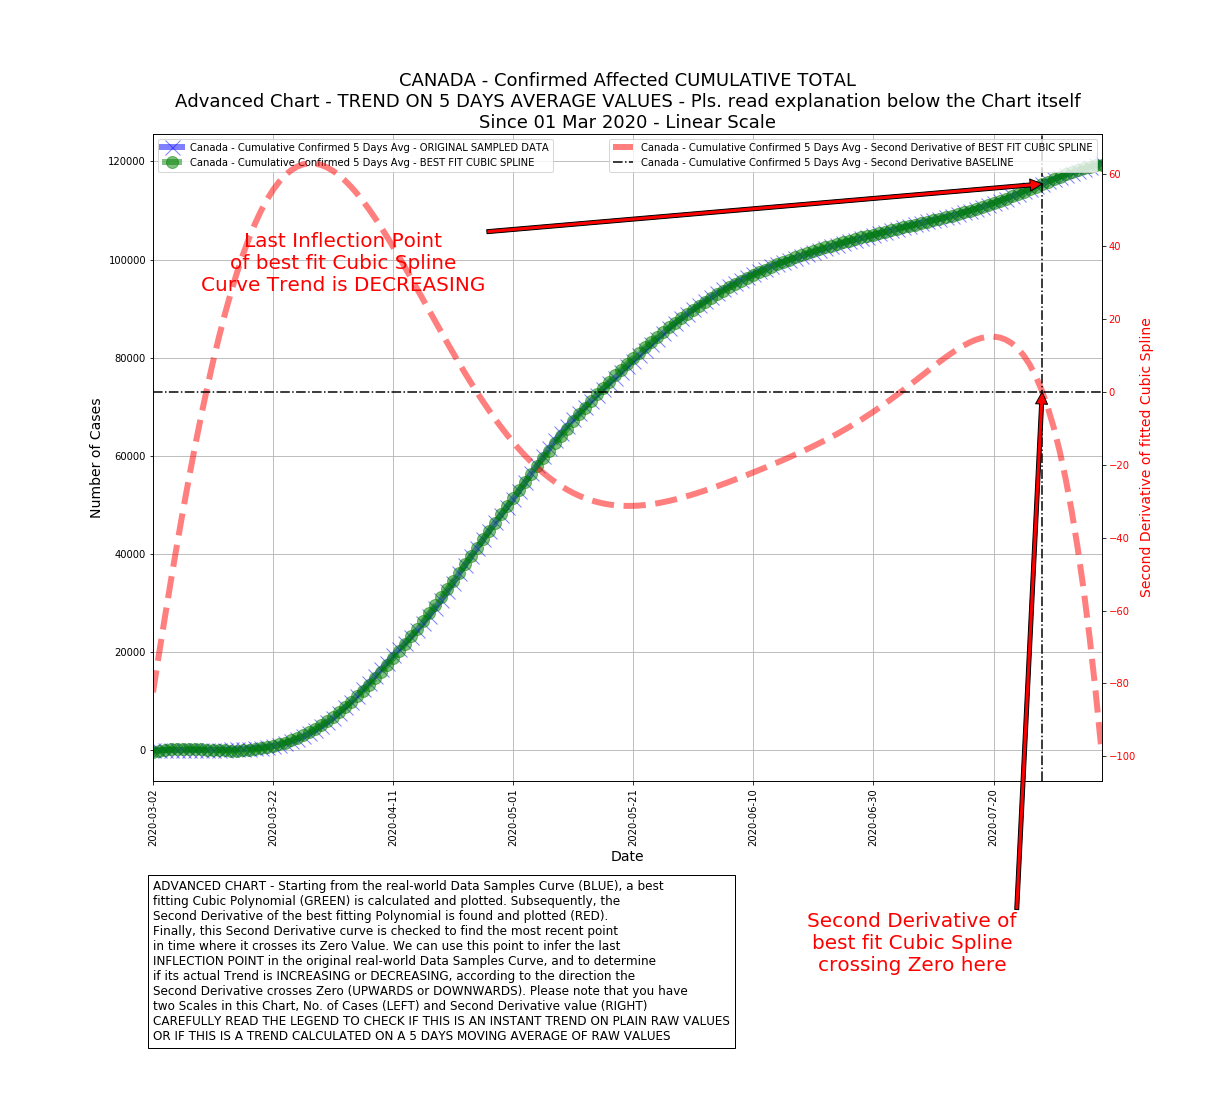 CANADA - Confirmed Affected CUMULATIVE TOTAL
Advanced Chart - TREND ON 5 DAYS AVERAGE VALUES - Pls. read explanation below the Chart itself
Since 01 Mar 2020 - Linear Scale
Canada - Cumulative Confirmed 5 Days Avg - ORIGINAL SAMPLED DATA
Canada - Cumulative Confirmed 5 Days Avg - BEST FIT CUBIC SPLINE
Canada - Cumulative Confirmed 5 Days Avg - Second Derivative of BEST FIT CUBIC SPLINE
Canada - Cumulative Confirmed 5 Days Avg - Second Derivative BASELINE
Last Inflection Point
of best fit Cubic Spline
Curve Trend is DECREASING
Number of Cases
120000
100000
80000
60000
40000
20000
0
60
40
20
0
−20
−40
−60
−80
−100
Second Derivative of fitted Cubic Spline
2020-03-02
2020-03-22
2020-04-11
2020-05-01
2020-05-21
2020-06-10
2020-06-30
2020-07-20
Date
Second Derivative of
best fit Cubic Spline
crossing Zero here
ADVANCED CHART - Starting from the real-world Data Samples Curve (BLUE), a best
fitting Cubic Polynomial (GREEN) is calculated and plotted. Subsequently, the
Second Derivative of the best fitting Polynomial is found and plotted (RED).
Finally, this Second Derivative curve is checked to find the most recent point
in time where it crosses its Zero Value. We can use this point to infer the last
INFLECTION POINT in the original real-world Data Samples Curve, and to determine
if its actual Trend is INCREASING or DECREASING, according to the direction the
Second Derivative crosses Zero (UPWARDS or DOWNWARDS). Please note that you have
two Scales in this Chart, No. of Cases (LEFT) and Second Derivative value (RIGHT)
CAREFULLY READ THE LEGEND TO CHECK IF THIS IS AN INSTANT TREND ON PLAIN RAW VALUES
OR IF THIS IS A TREND CALCULATED ON A 5 DAYS MOVING AVERAGE OF RAW VALUES